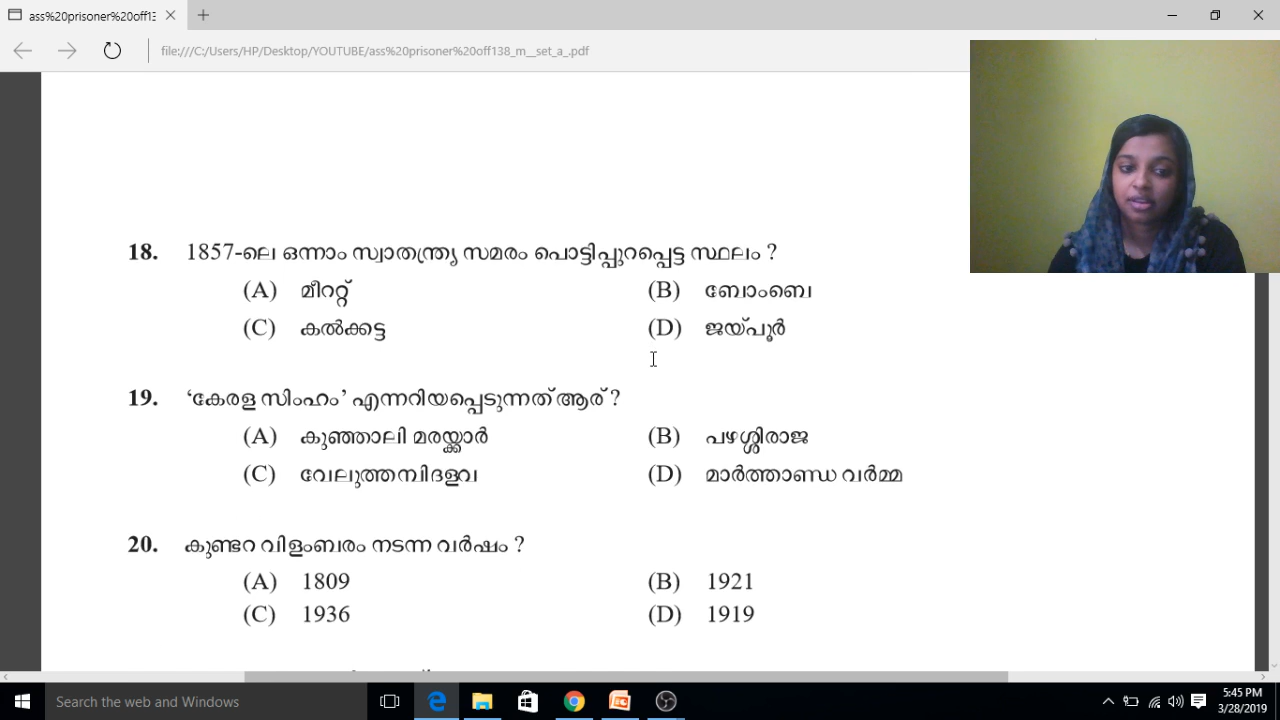 ass%20prisoner%20off13
file:///C:/Users/HP/Desktop/YOUTUBE/ass%20prisoner%20off138_m__set_a_.pdf
18. 1857-ലെ ഒന്നാം സ്വാതന്ത്ര്യ സമരം പൊട്ടിപ്പുറപ്പെട്ട സ്ഥലം ?
(A) മീററ്റ് (B) ബോംബെ
(C) കൽക്കട്ട (D) ജയ്പൂർ
19. ‘കേരള സിംഹം’ എന്നറിയപ്പെടുന്നത് ആര് ?
(A) കുഞ്ഞാലി മരയ്ക്കാർ (B) പഴശ്ശിരാജ
(C) വേലുത്തമ്പിദളവ (D) മാർത്താണ്ഡ വർമ്മ
20. കുണ്ടറ വിളംബരം നടന്ന വർഷം ?
(A) 1809 (B) 1921
(C) 1936 (D) 1919
Search the web and Windows
5:45 PM
3/28/2019